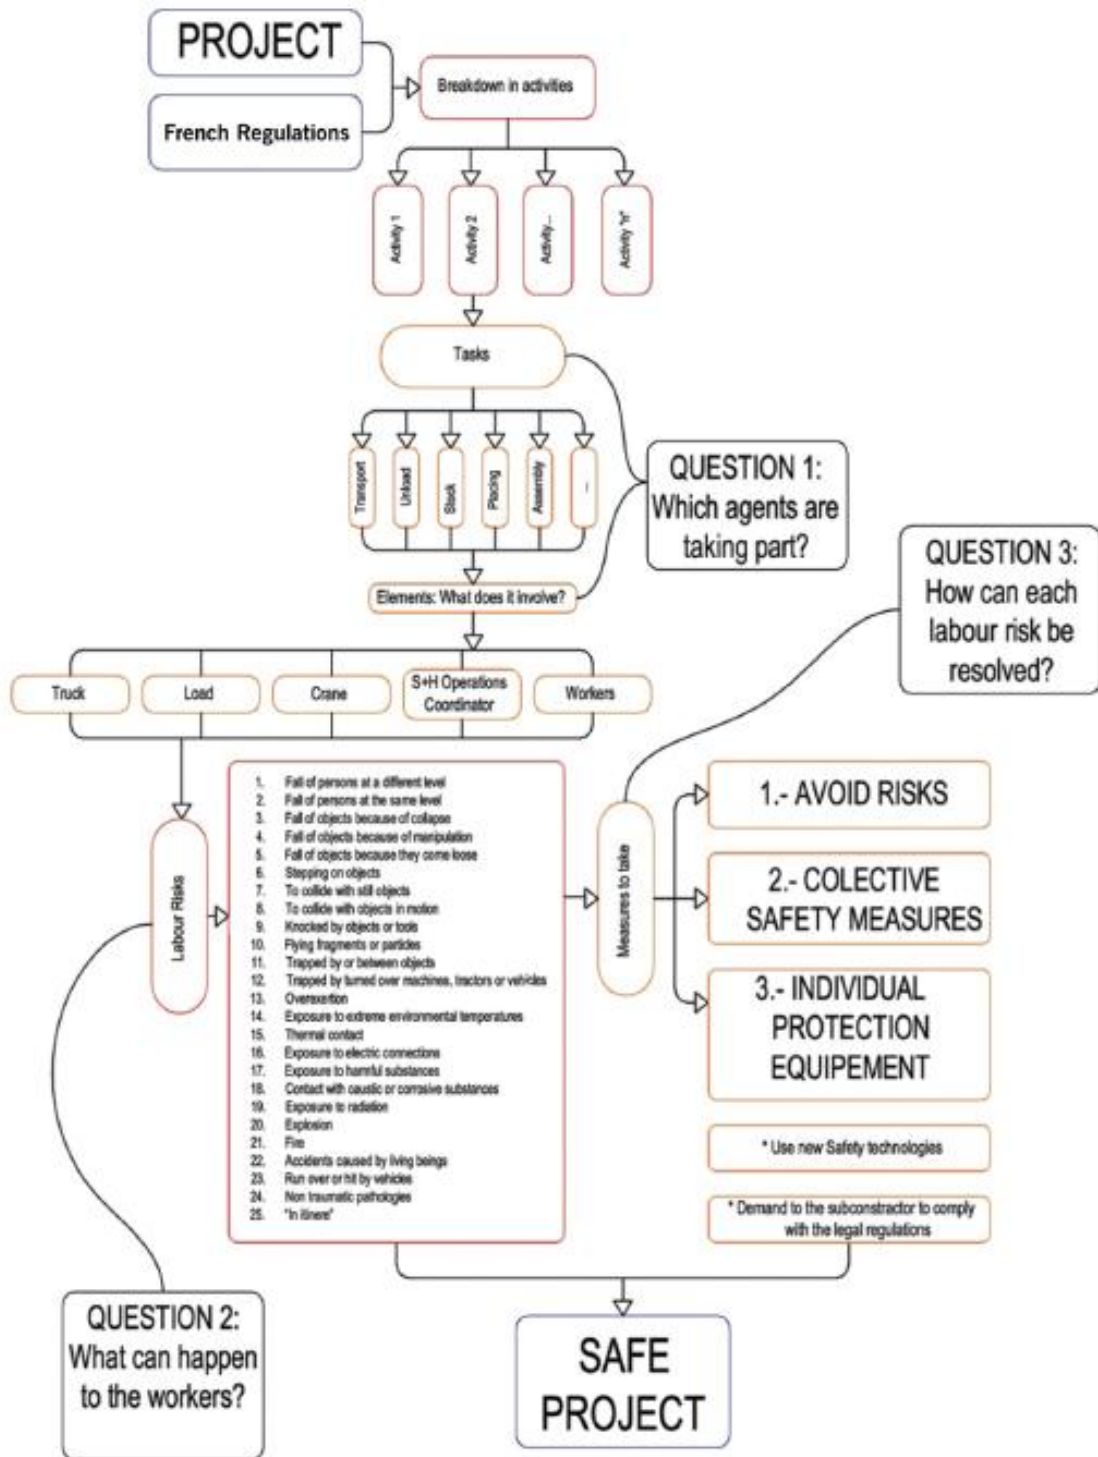 PROJECT
French Regulations
Breakdown in activities
Activity 1
Activity 2
Activity...
Activity "n"
Tasks
Transport
Unload
Stock
Placing
Assembly
...
QUESTION 1:
Which agents are
taking part?
Elements: What does it involve?
QUESTION 3:
How can each
labour risk be
resolved?
Truck
Load
Crane
S+H Operations
Coordinator
Workers
Labour Risks
1. Fall of persons at a different level
2. Fall of persons at the same level
3. Fall of objects because of collapse
4. Fall of objects because of manipulation
5. Fall of objects because they come loose
6. Stepping on objects
7. To collide with still objects
8. To collide with objects in motion
9. Knocked by objects or tools
10. Flying fragments or particles
11. Trapped by or between objects
12. Trapped by turned over machines, tractors or vehicles
13. Overexertion
14. Exposure to extreme environmental temperatures
15. Thermal contact
16. Exposure to electric connections
17. Exposure to harmful substances
18. Contact with caustic or corrosive substances
19. Exposure to radiation
20. Explosion
21. Fire
22. Accidents caused by living beings
23. Run over or hit by vehicles
24. Non traumatic pathologies
25. "In itinere"
Measures to take
1.- AVOID RISKS
2.- COLECTIVE
SAFETY MEASURES
3.- INDIVIDUAL
PROTECTION
EQUIPEMENT
* Use new Safety technologies
* Demand to the subconstractor to comply
with the legal regulations
QUESTION 2:
What can happen
to the workers?
SAFE
PROJECT